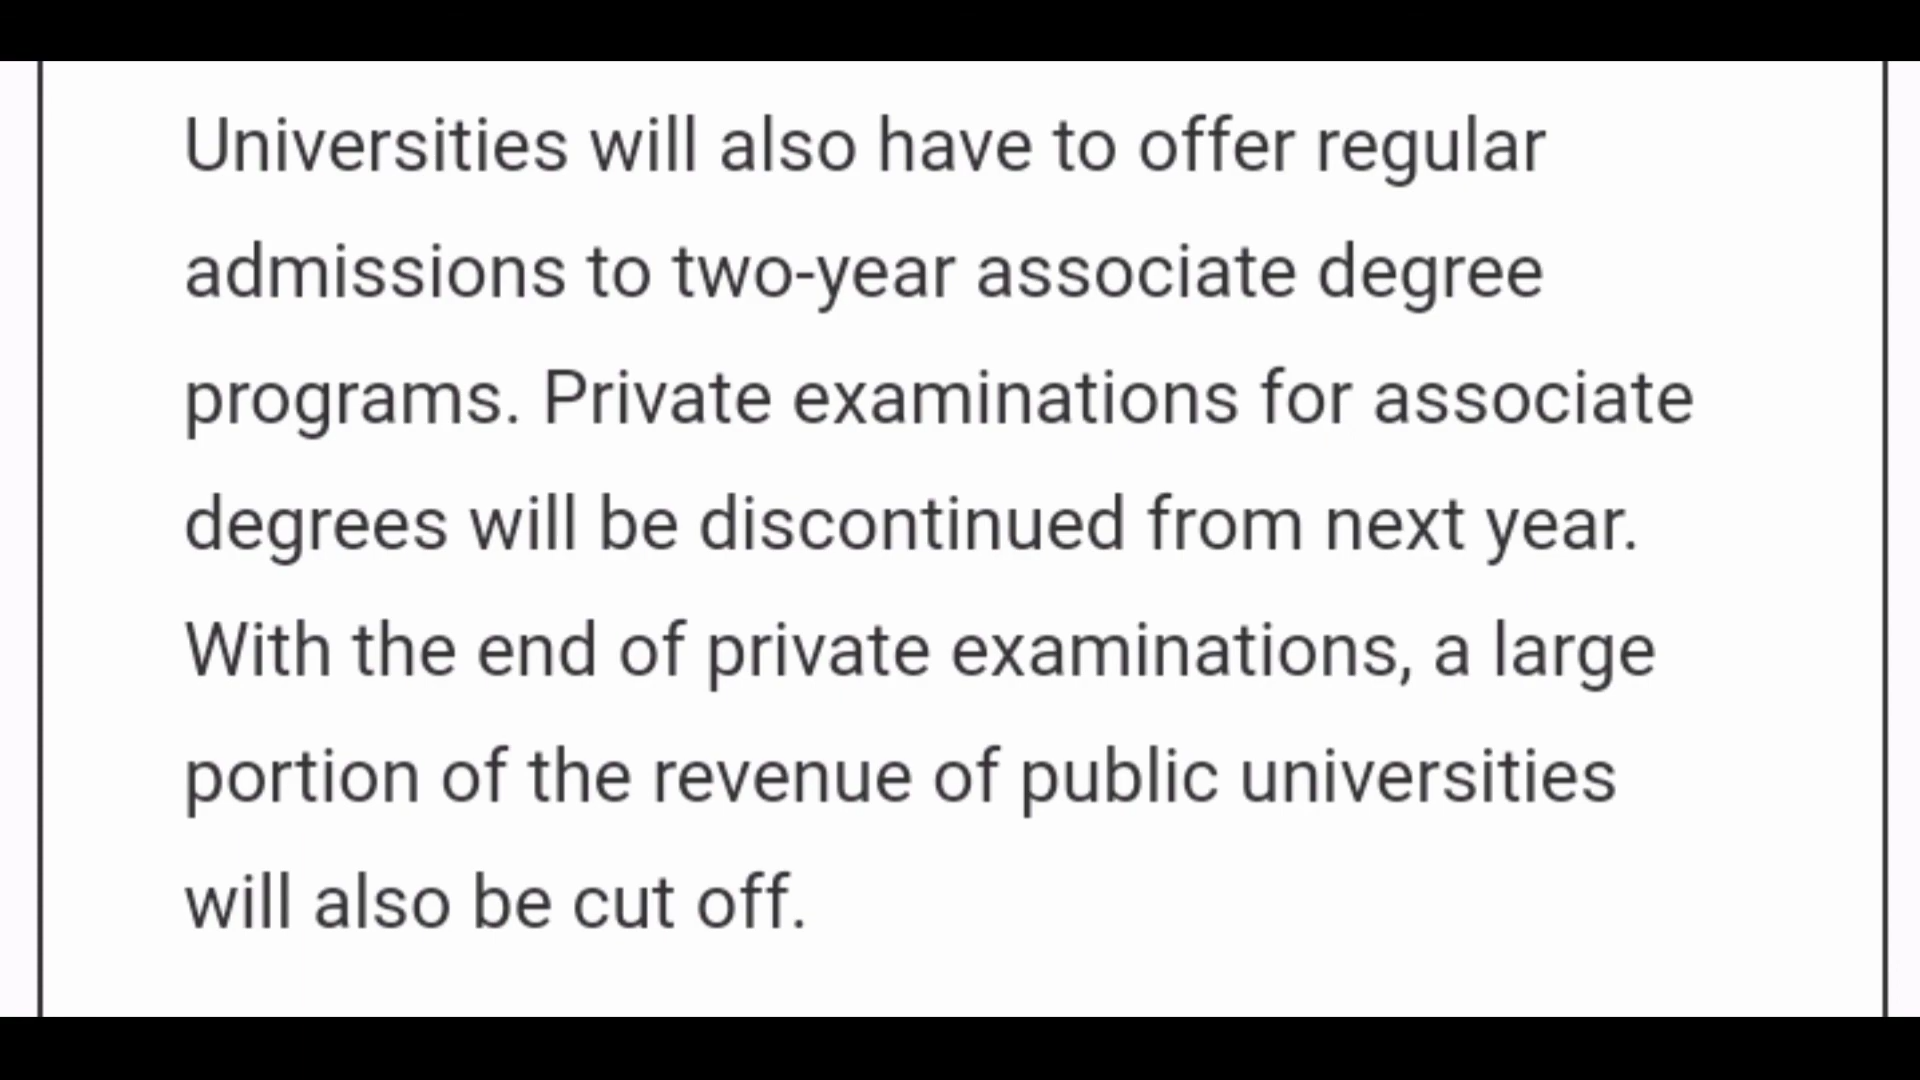 Universities will also have to offer regular
admissions to two-year associate degree
programs. Private examinations for associate
degrees will be discontinued from next year.
With the end of private examinations, a large
portion of the revenue of public universities
will also be cut off.